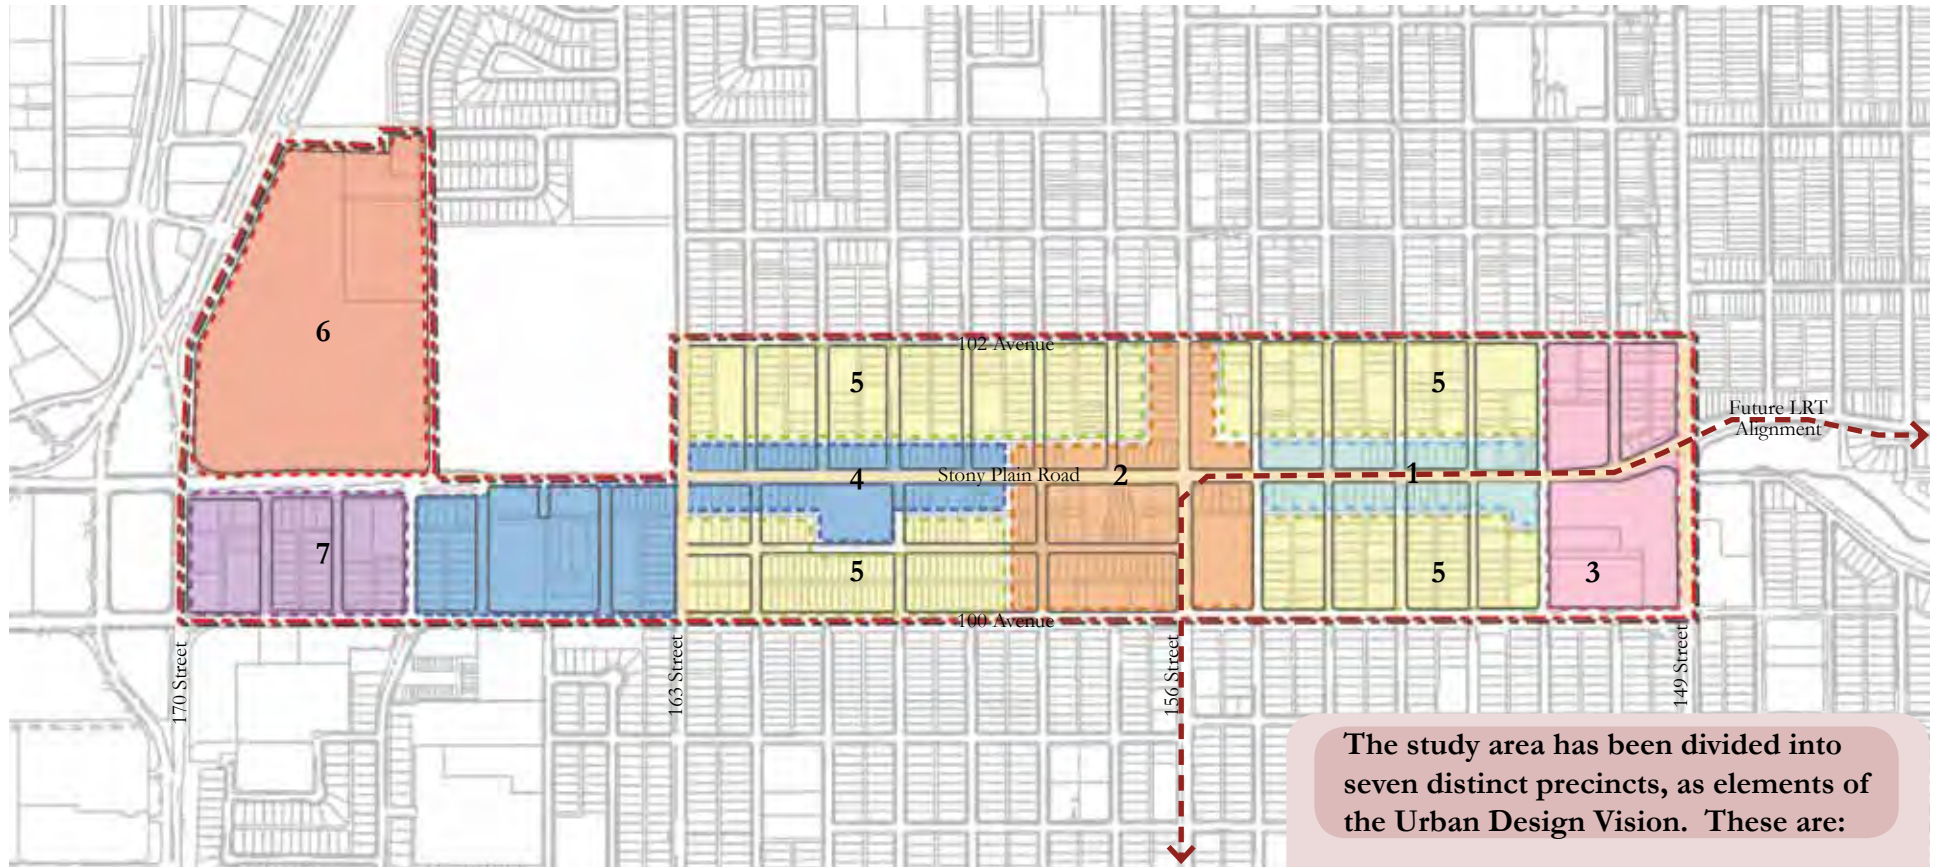 6
102 Avenue
5
5
Future LRT
Alignment
Stony Plain Road
4
2
1
7
5
5
3
100 Avenue
170 Street
163 Street
156 Street
149 Street
The study area has been divided into
seven distinct precincts, as elements of
the Urban Design Vision.  These are: